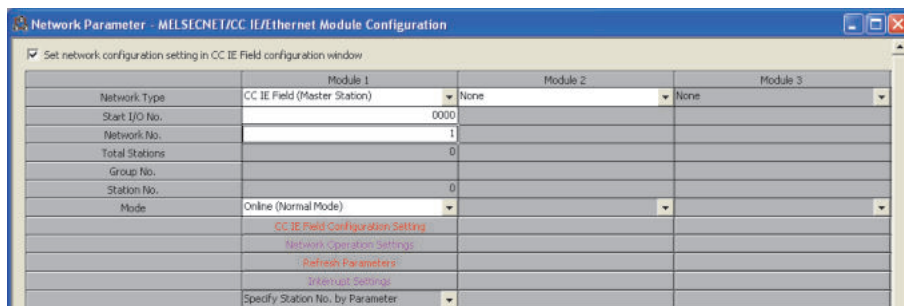 Network Parameter - MELSECNET/CC IE/Ethernet Module Configuration
Set network configuration setting in CC IE Field configuration window
Module 1 Module 2 Module 3
Network Type CC IE Field (Master Station) None None
Start I/O No. 0000
Network No. 1
Total Stations 0
Group No.
Station No. 0
Mode Online (Normal Mode)
CC IE Field Configuration Setting
Network Operation Settings
Refresh Parameters
Interrupt Settings
Specify Station No. by Parameter